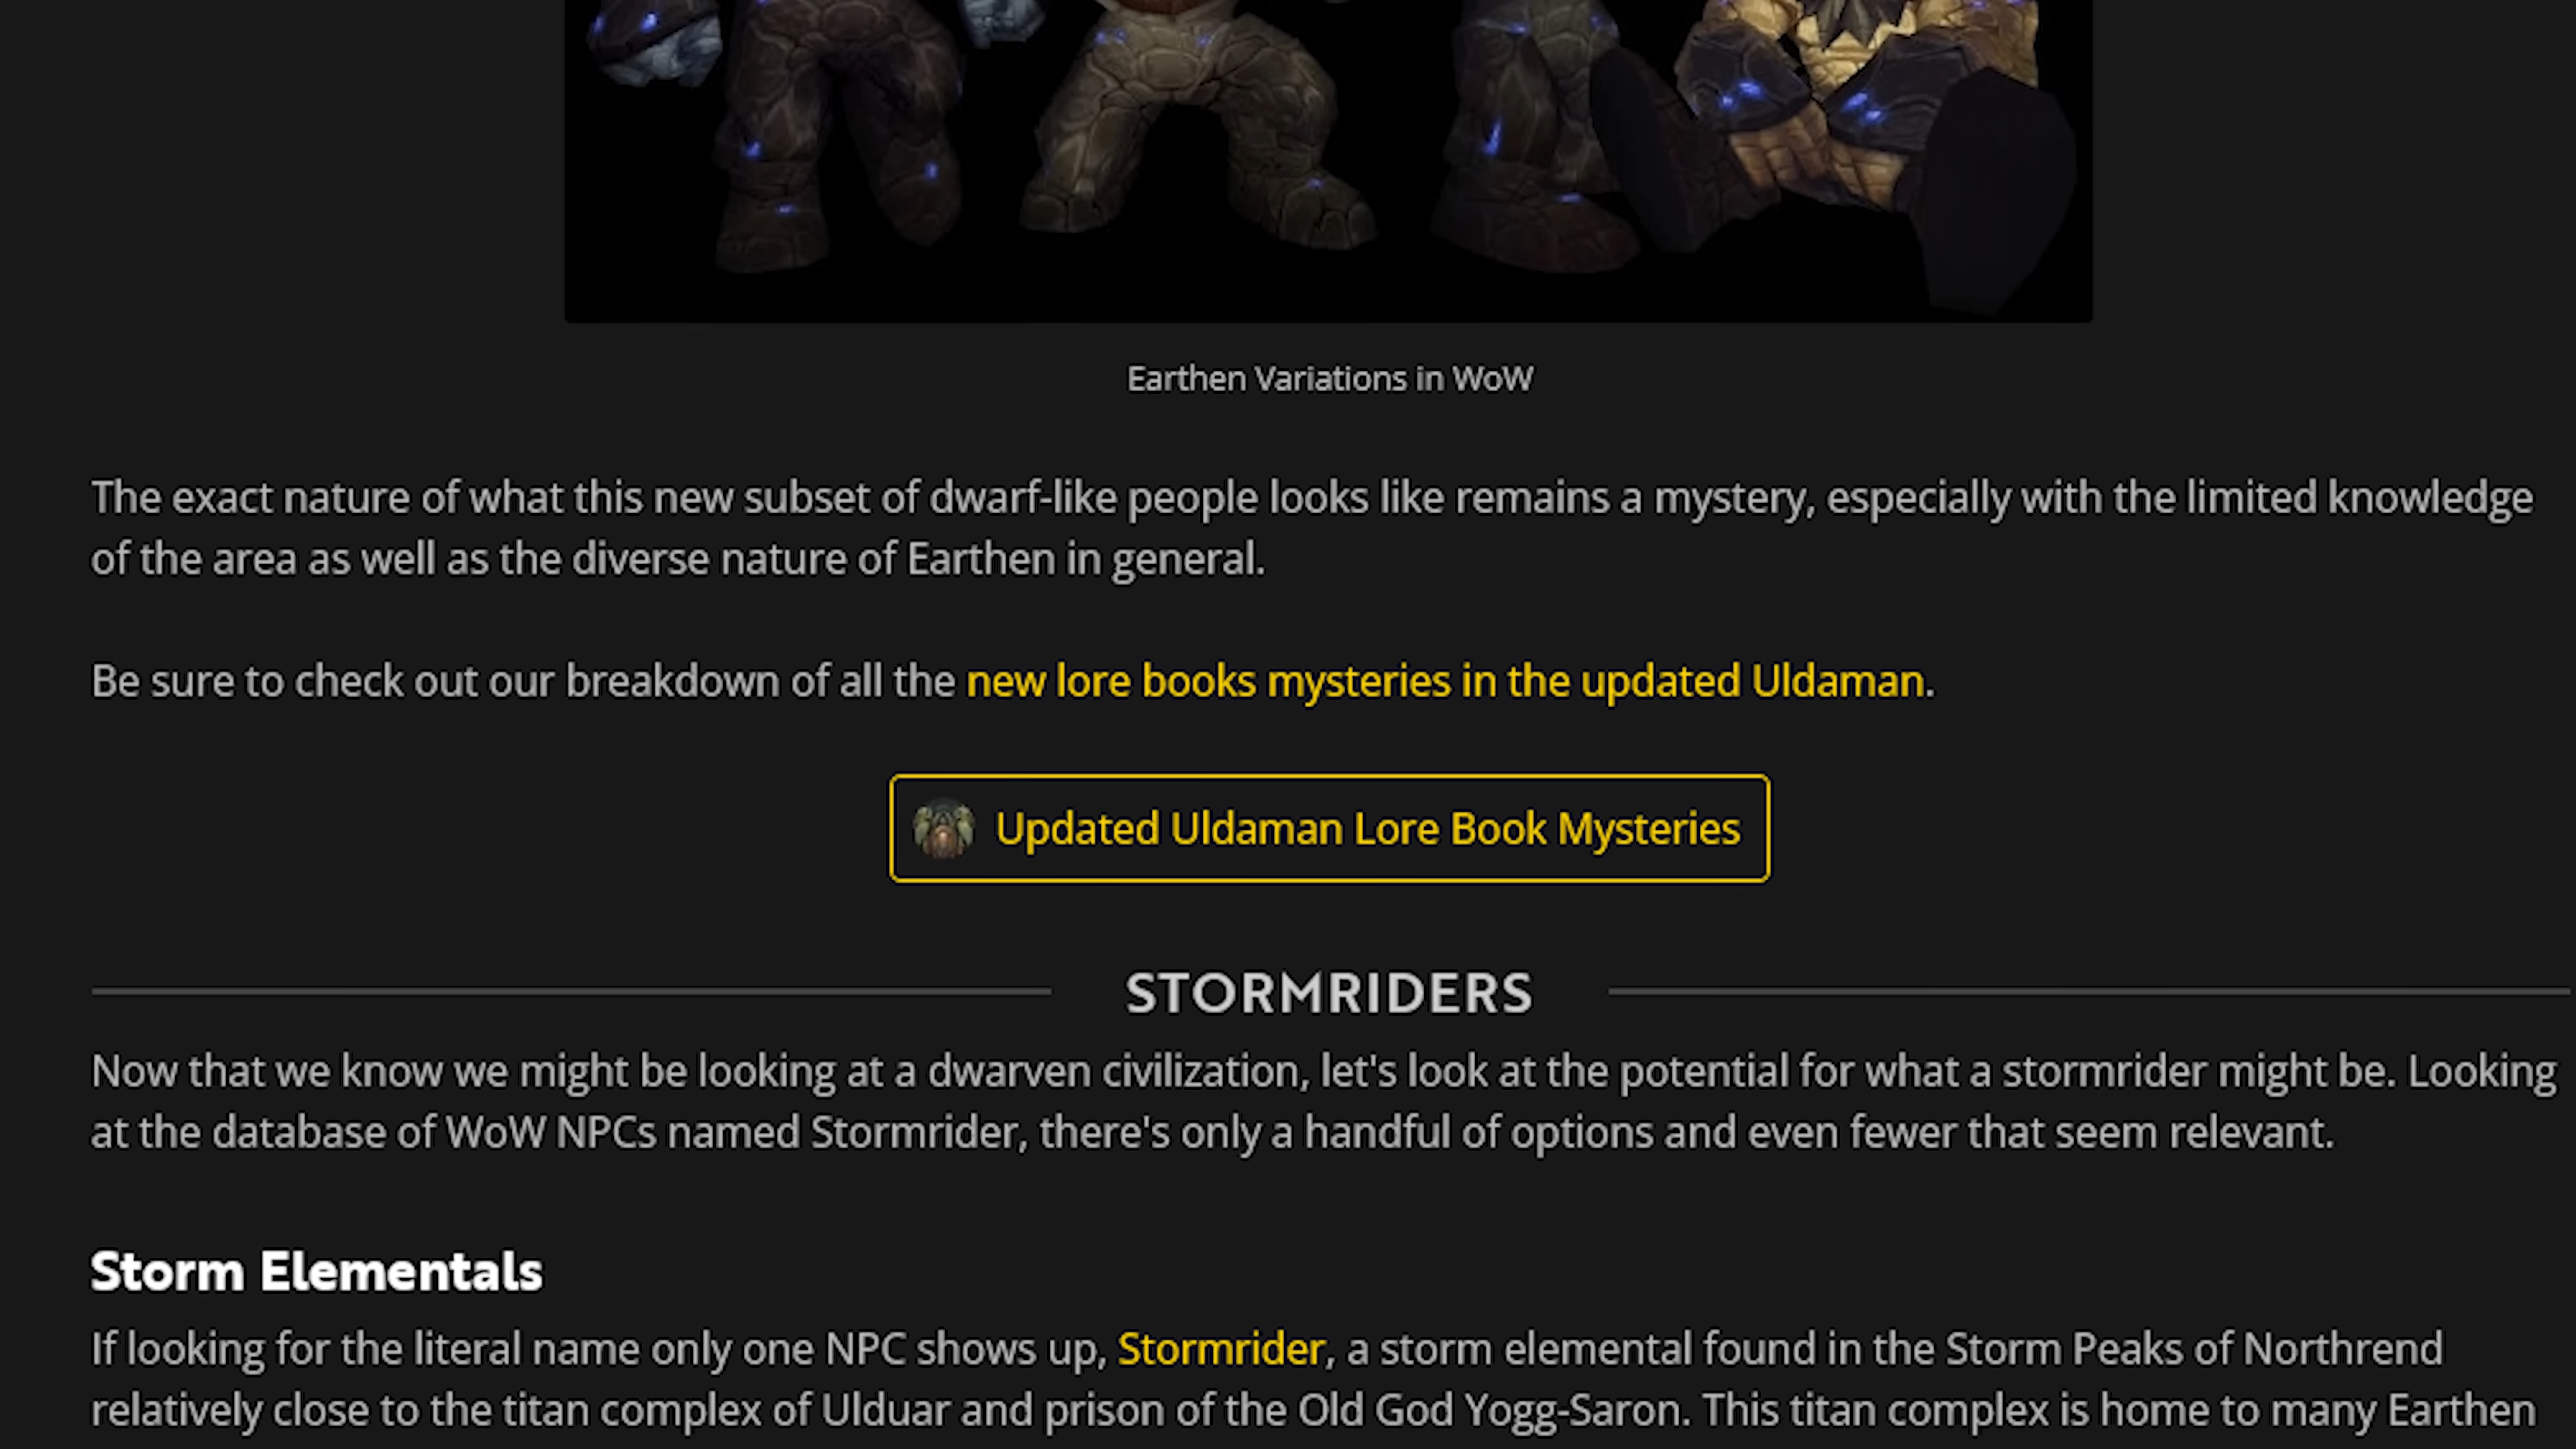 Earthen Variations in WoW
The exact nature of what this new subset of dwarf-like people looks like remains a mystery, especially with the limited knowledge
of the area as well as the diverse nature of Earthen in general.
Be sure to check out our breakdown of all the new lore books mysteries in the updated Uldaman.
Updated Uldaman Lore Book Mysteries
STORMRIDERS
Now that we know we might be looking at a dwarven civilization, let's look at the potential for what a stormrider might be. Looking
at the database of WoW NPCs named Stormrider, there's only a handful of options and even fewer that seem relevant.
Storm Elementals
If looking for the literal name only one NPC shows up, Stormrider, a storm elemental found in the Storm Peaks of Northrend
relatively close to the titan complex of Ulduar and prison of the Old God Yogg-Saron. This titan complex is home to many Earthen